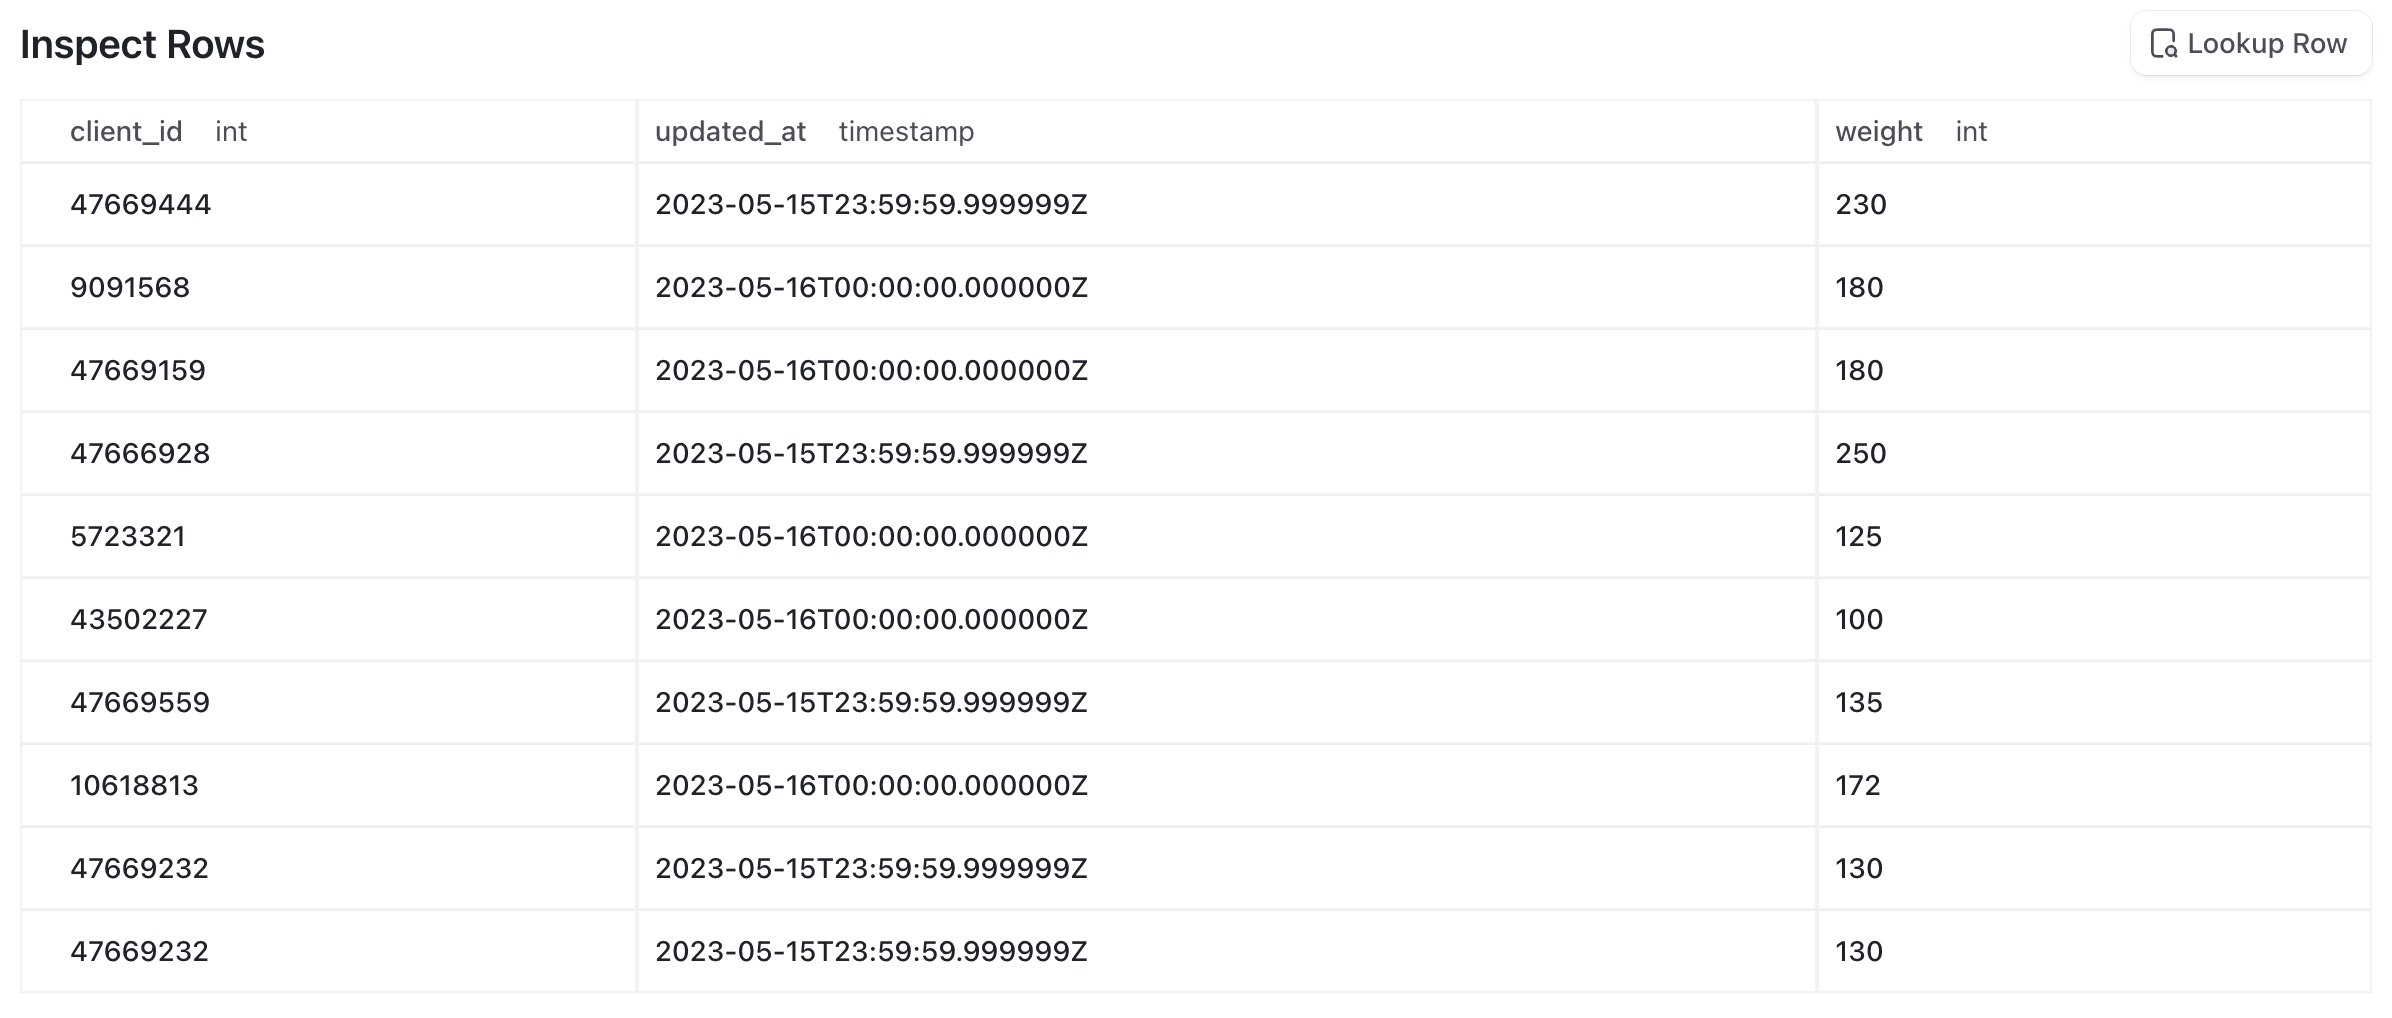 Inspect Rows Lookup Row
client_id int updated_at timestamp weight int
47669444 2023-05-15T23:59:59.999999Z 230
9091568 2023-05-16T00:00:00.000000Z 180
47669159 2023-05-16T00:00:00.000000Z 180
47666928 2023-05-15T23:59:59.999999Z 250
5723321 2023-05-16T00:00:00.000000Z 125
43502227 2023-05-16T00:00:00.000000Z 100
47669559 2023-05-15T23:59:59.999999Z 135
10618813 2023-05-16T00:00:00.000000Z 172
47669232 2023-05-15T23:59:59.999999Z 130
47669232 2023-05-15T23:59:59.999999Z 130